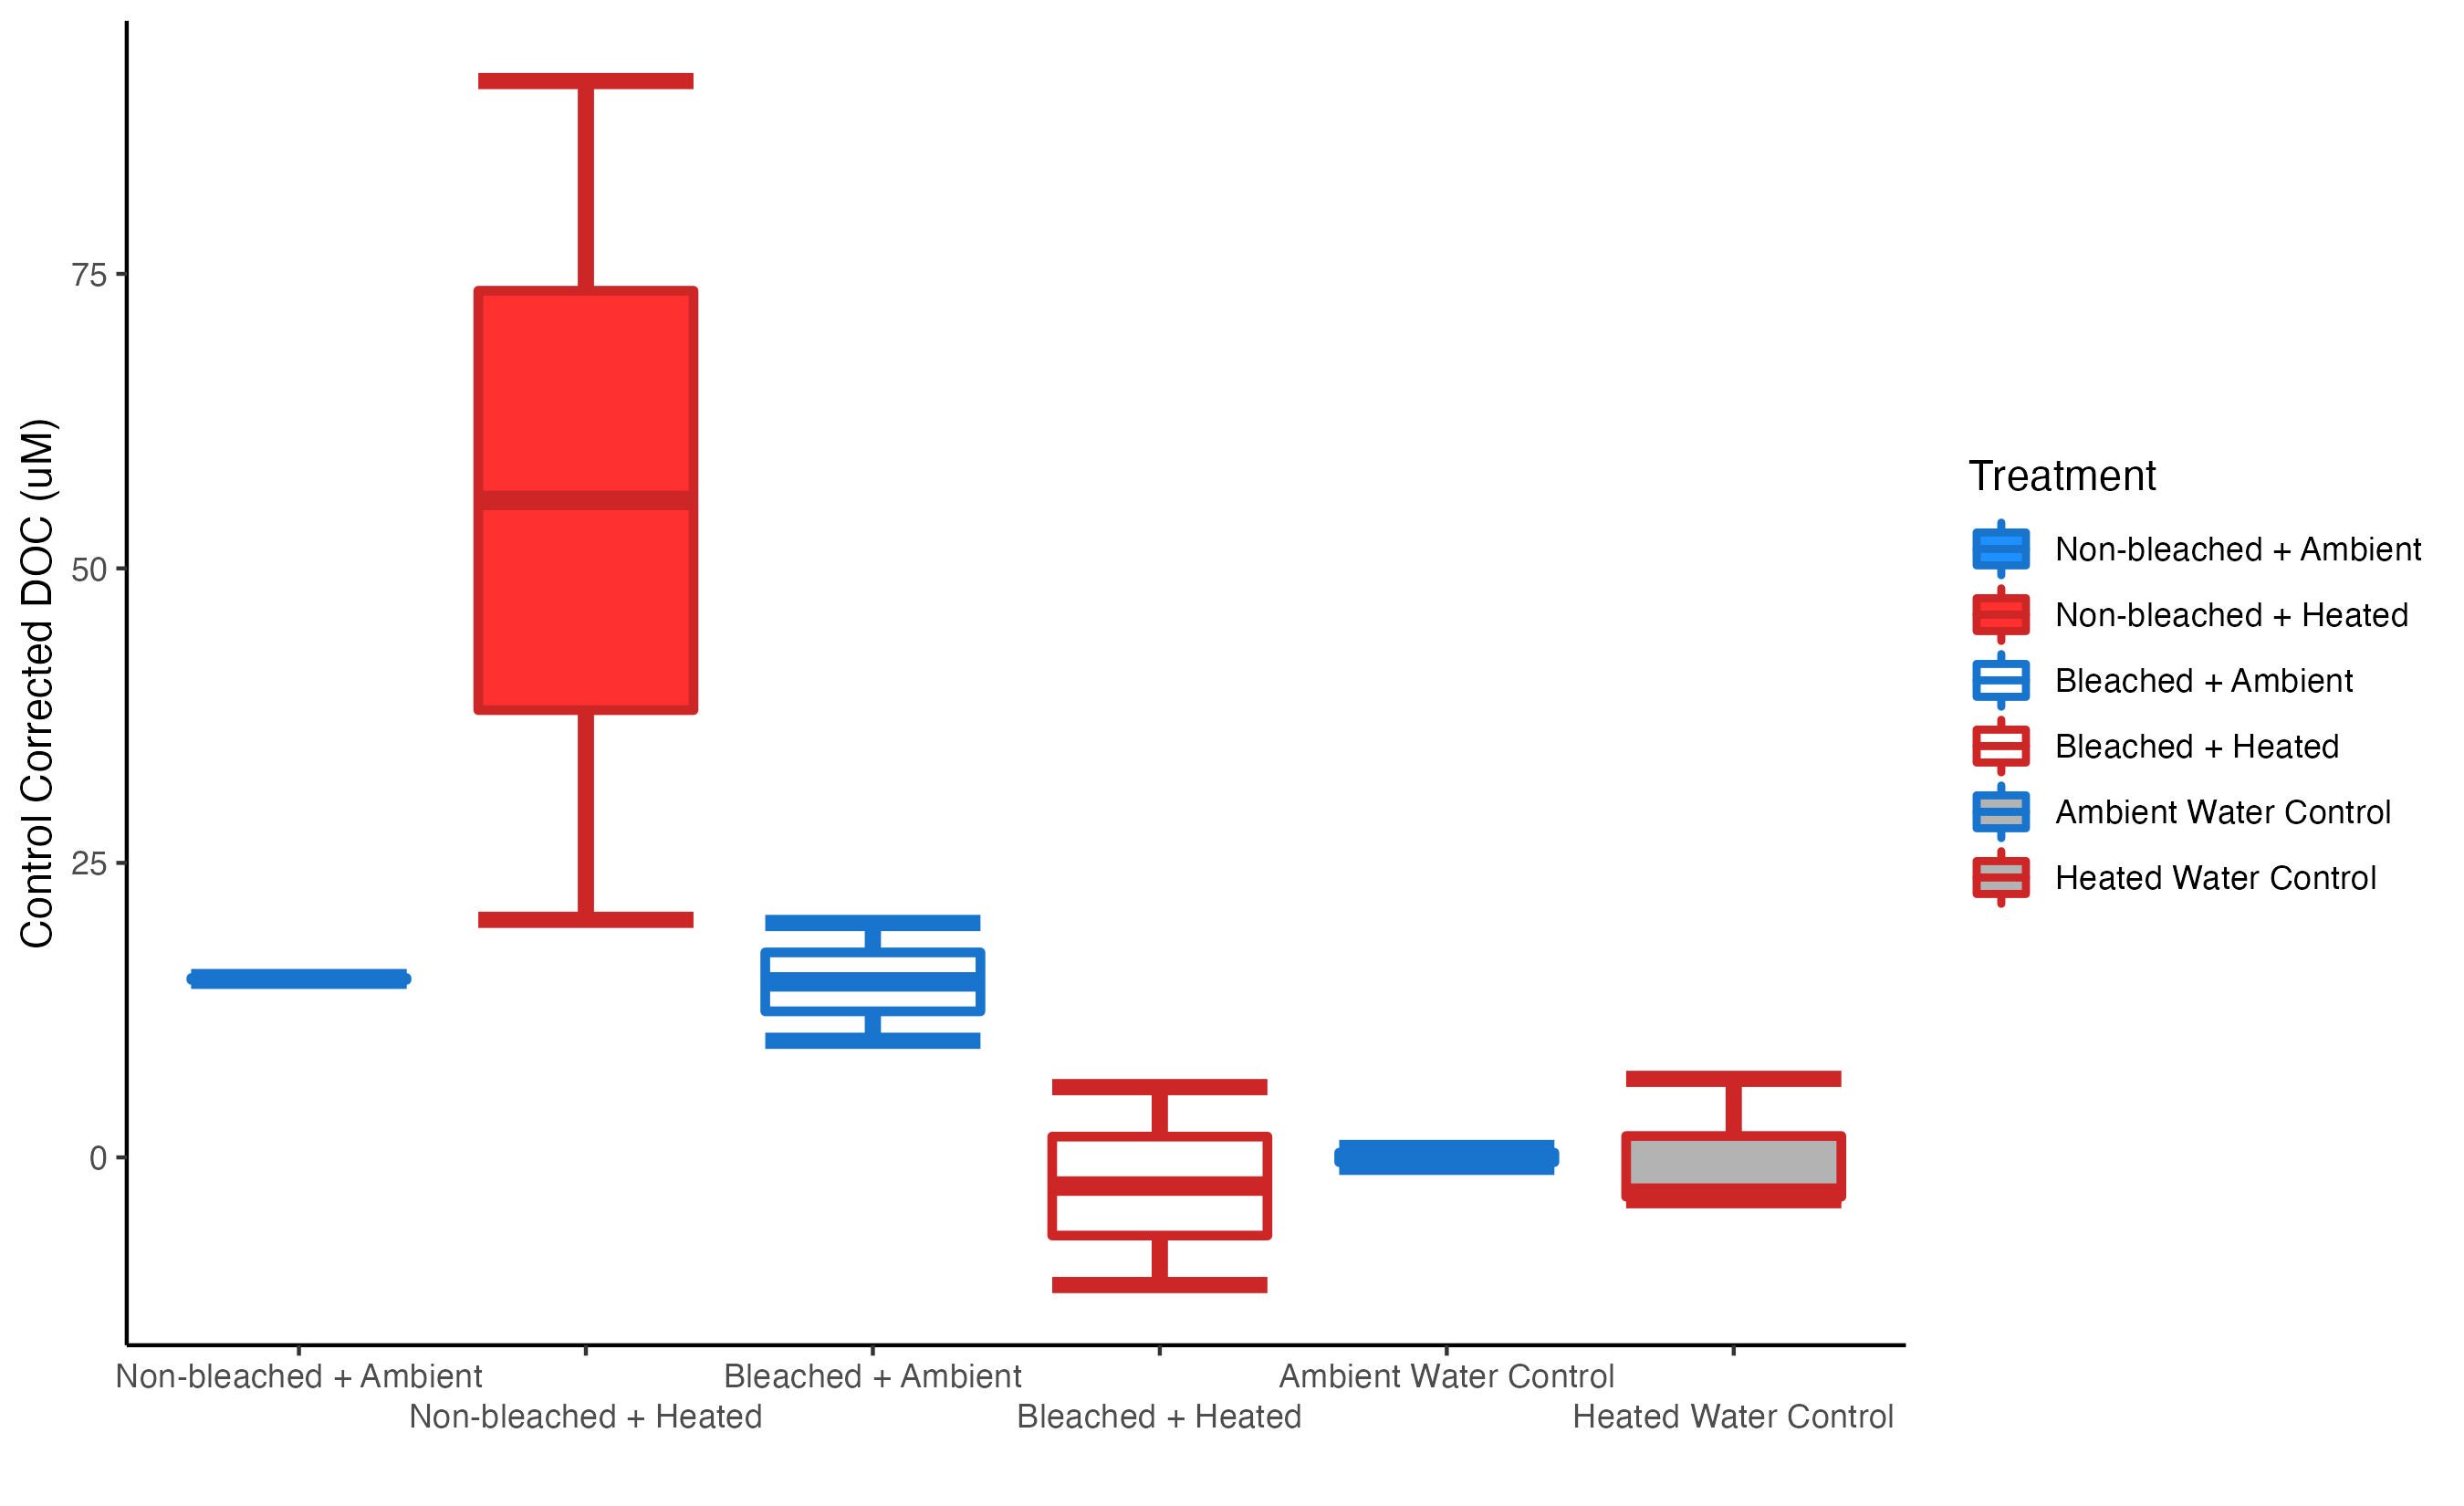 Control Corrected DOC (uM)
75
50
25
0
Non-bleached + Ambient
Non-bleached + Heated
Bleached + Ambient
Bleached + Heated
Ambient Water Control
Heated Water Control
Treatment
Non-bleached + Ambient
Non-bleached + Heated
Bleached + Ambient
Bleached + Heated
Ambient Water Control
Heated Water Control